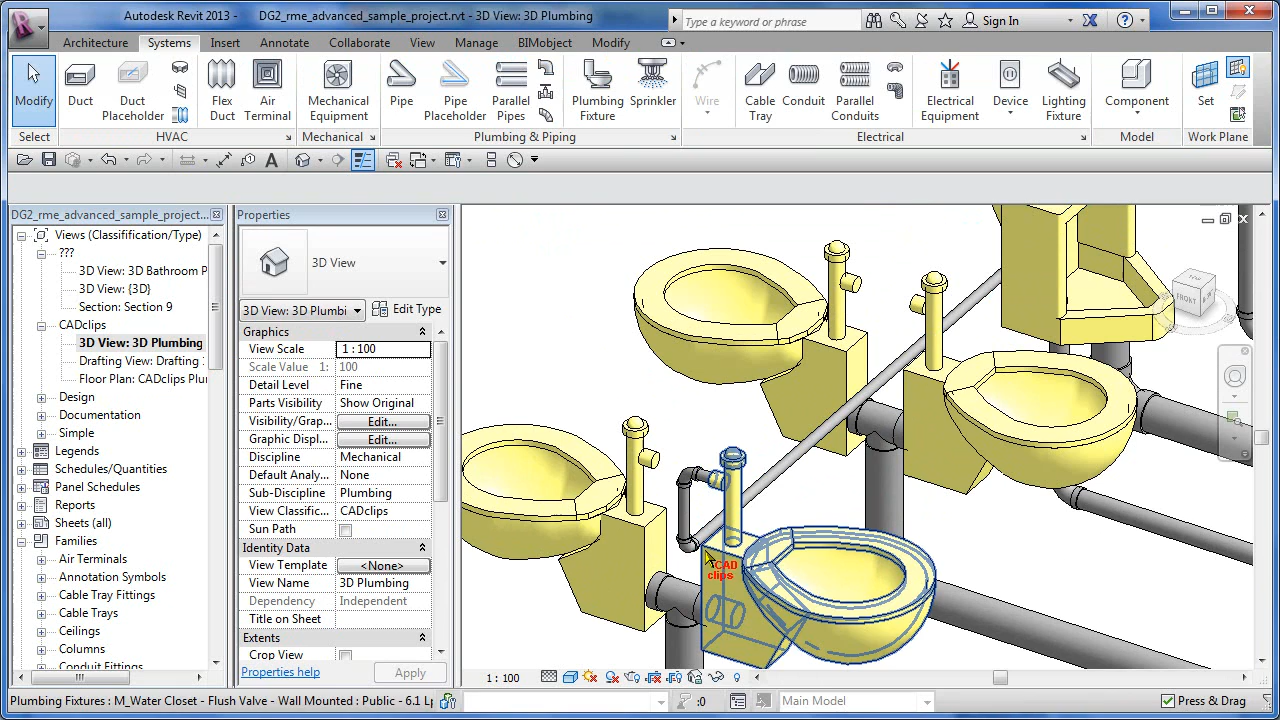 Autodesk Revit 2013 - DG2_rme_advanced_sample_project.rvt - 3D View: 3D Plumbing
Type a keyword or phrase
Sign In
Architecture Systems Insert Annotate Collaborate View Manage BIMobject Modify
Modify
Duct
Duct Placeholder
Flex Duct
Air Terminal
Mechanical Equipment
Pipe
Pipe Placeholder
Parallel Pipes
Plumbing Fixture
Sprinkler
Wire
Cable Tray
Conduit
Parallel Conduits
Electrical Equipment
Device
Lighting Fixture
Component
Set
Select HVAC Mechanical Plumbing & Piping Electrical Model Work Plane
DG2_rme_advanced_sample_project...
Views (Classifification/Type)
???
3D View: 3D Bathroom P
3D View: {3D}
Section: Section 9
CADclips
3D View: 3D Plumbing
Drafting View: Drafting
Floor Plan: CADclips Plu
Design
Documentation
Simple
Legends
Schedules/Quantities
Panel Schedules
Reports
Sheets (all)
Families
Air Terminals
Annotation Symbols
Cable Tray Fittings
Cable Trays
Ceilings
Columns
Conduit Fittings
Properties
3D View
3D View: 3D Plumbi Edit Type
Graphics
View Scale 1 : 100
Scale Value 1: 100
Detail Level Fine
Parts Visibility Show Original
Visibility/Grap... Edit...
Graphic Displ... Edit...
Discipline Mechanical
Default Analy... None
Sub-Discipline Plumbing
View Classific... CADclips
Sun Path
Identity Data
View Template <None>
View Name 3D Plumbing
Dependency Independent
Title on Sheet
Extents
Crop View
Properties help Apply
TOP
FRONT
CAD
clips
1 : 100
Plumbing Fixtures : M_Water Closet - Flush Valve - Wall Mounted : Public - 6.1 Lp
:0
Main Model
Press & Drag